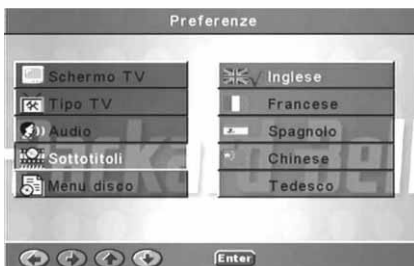 Preferenze
Schermo TV
Tipo TV
Audio
Sottotitoli
Menu disco
Inglese
Francese
Spagnolo
Chinese
Tedesco
Enter